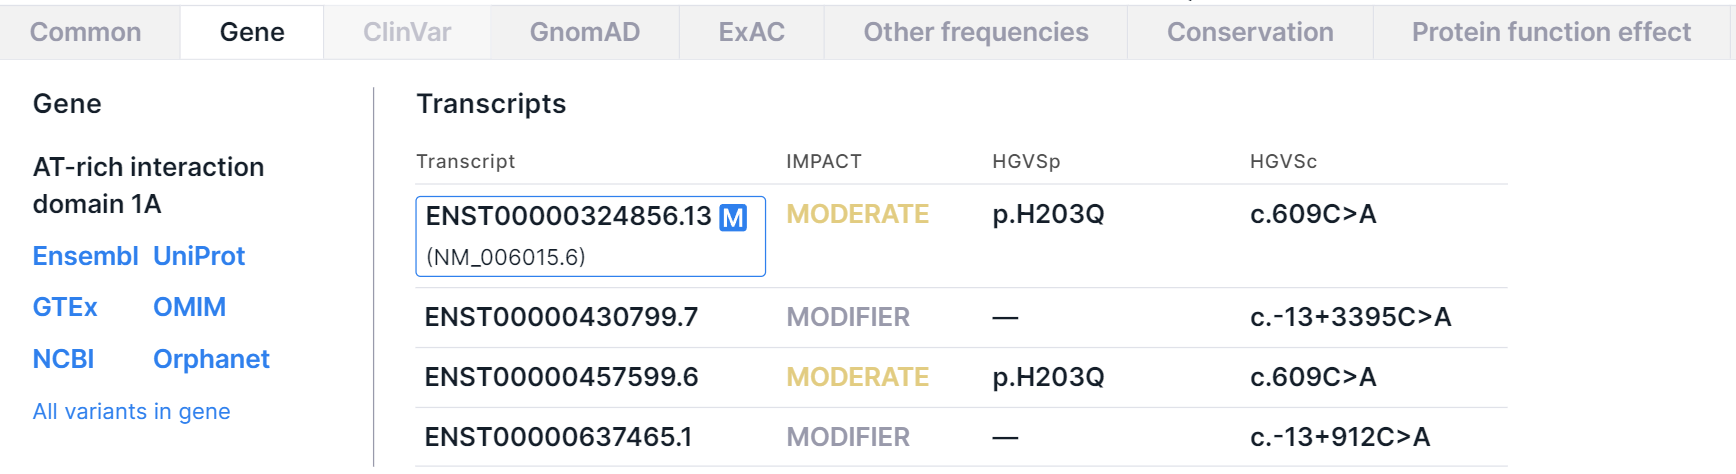 Common Gene ClinVar GnomAD ExAC Other frequencies Conservation Protein function effect
Gene
AT-rich interaction
domain 1A
Ensembl UniProt
GTEx OMIM
NCBI Orphanet
All variants in gene
Transcripts
Transcript IMPACT HGVSp HGVSc
ENST00000324856.13 M MODERATE p.H203Q c.609C>A
(NM_006015.6)
ENST00000430799.7 MODIFIER — c.-13+3395C>A
ENST00000457599.6 MODERATE p.H203Q c.609C>A
ENST00000637465.1 MODIFIER — c.-13+912C>A